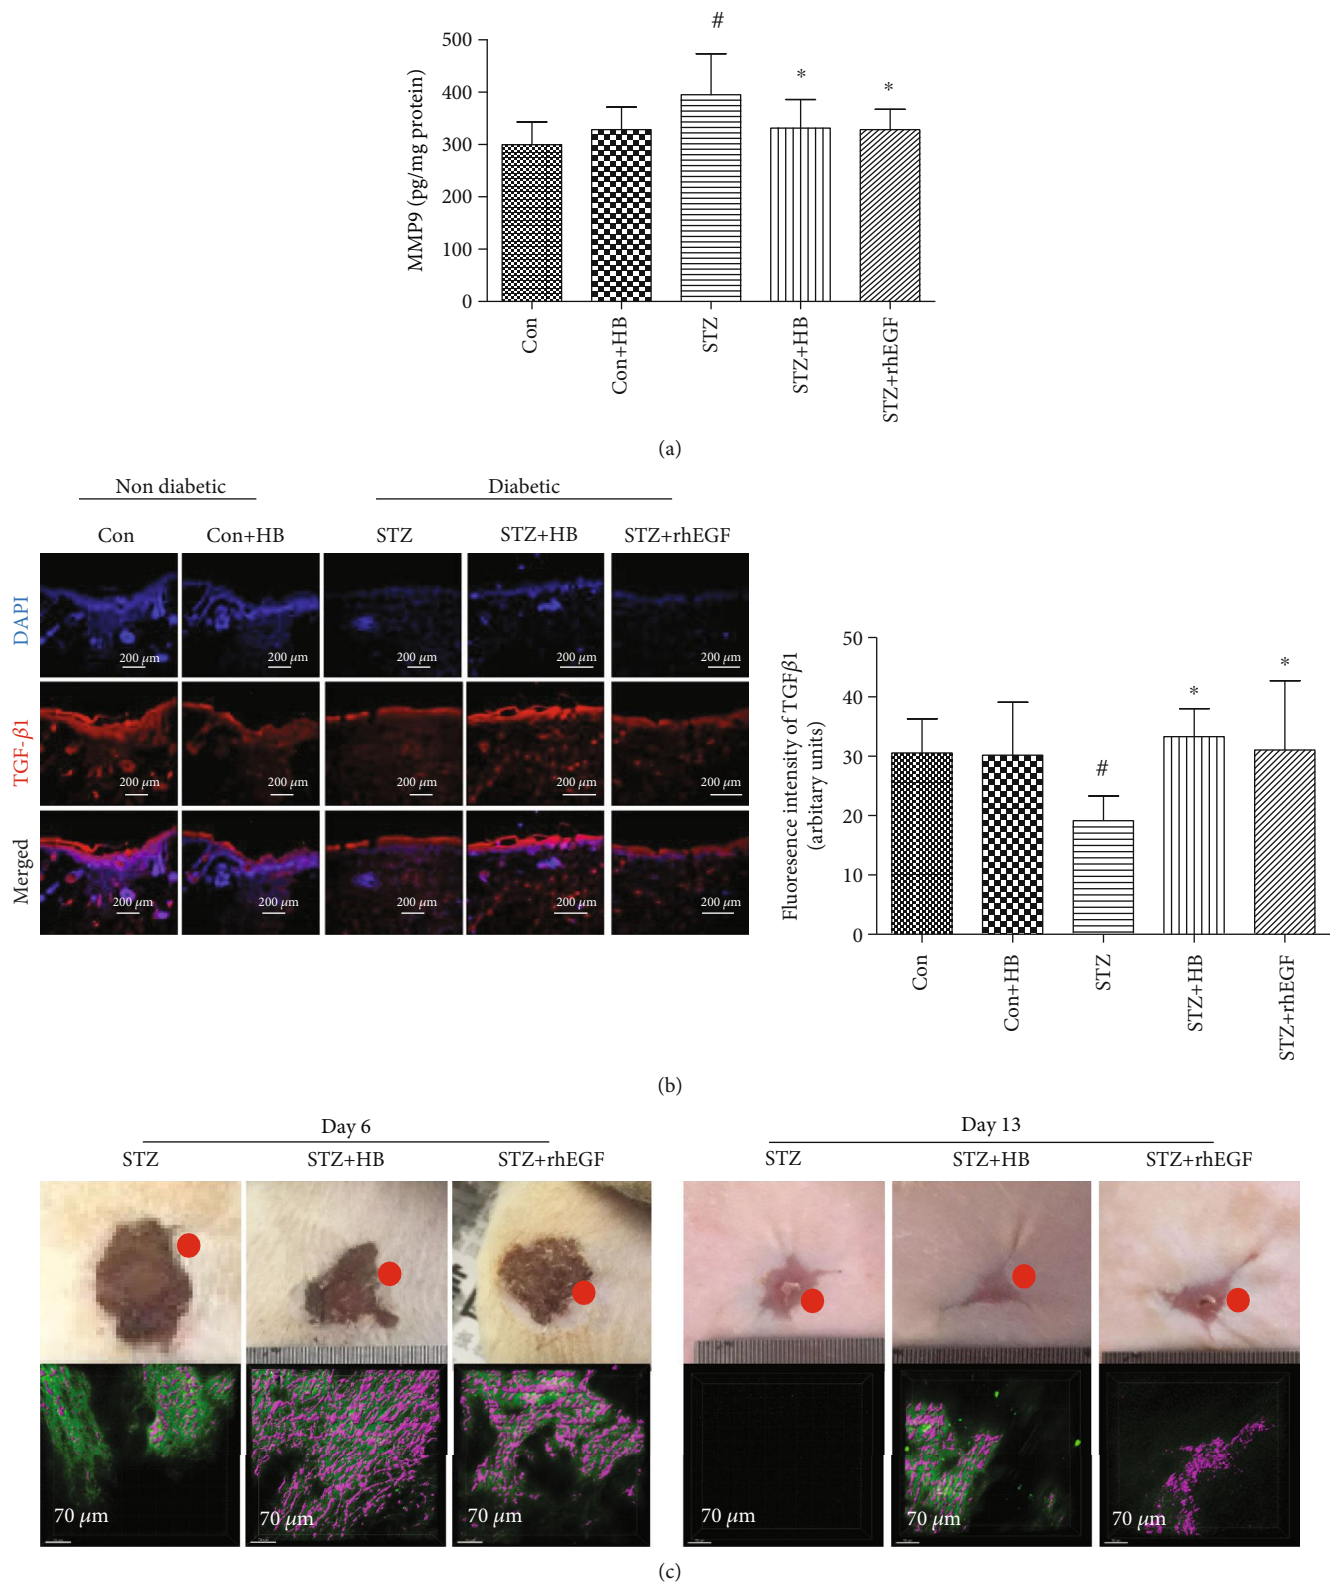 #
*
*
500
400
300
200
100
0
MMP9 (pg/mg protein)
Con
Con+HB
STZ
STZ+HB
STZ+rhEGF
(a)
Non diabetic
Diabetic
Con
Con+HB
STZ
STZ+HB
STZ+rhEGF
DAPI
200 μm
200 μm
200 μm
200 μm
200 μm
TGF-β1
200 μm
200 μm
200 μm
200 μm
200 μm
Merged
200 μm
200 μm
200 μm
200 μm
200 μm
Fluoresence intensity of TGFβ1
(arbitary units)
50
40
30
20
10
0
#
*
*
Con
Con+HB
STZ
STZ+HB
STZ+rhEGF
(b)
Day 6
STZ
STZ+HB
STZ+rhEGF
70 μm
70 μm
70 μm
Day 13
STZ
STZ+HB
STZ+rhEGF
70 μm
70 μm
70 μm
(c)